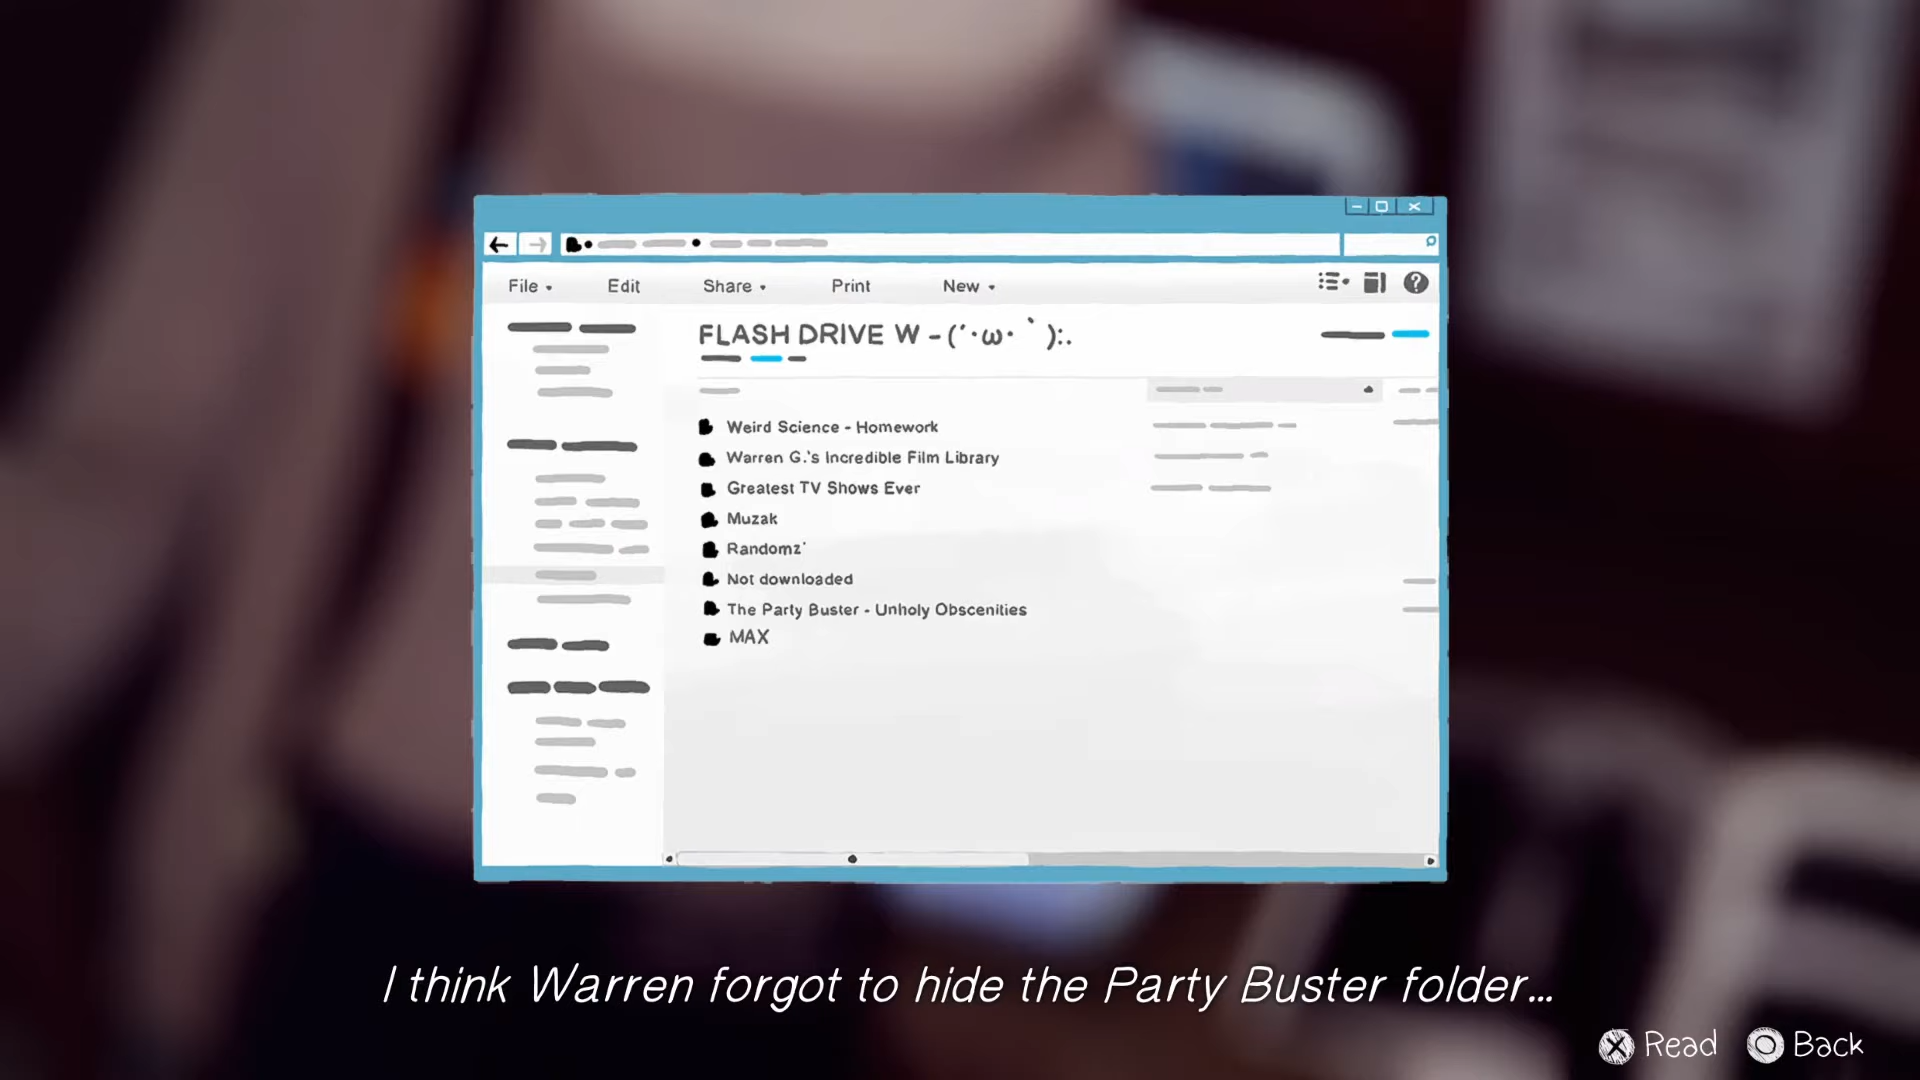 File
Edit
Share
Print
New
FLASH DRIVE W -(´･ω･`):.
Weird Science - Homework
Warren G.'s Incredible Film Library
Greatest TV Shows Ever
Muzak
Randomz'
Not downloaded
The Party Buster - Unholy Obscenities
MAX
I think Warren forgot to hide the Party Buster folder...
Read
Back